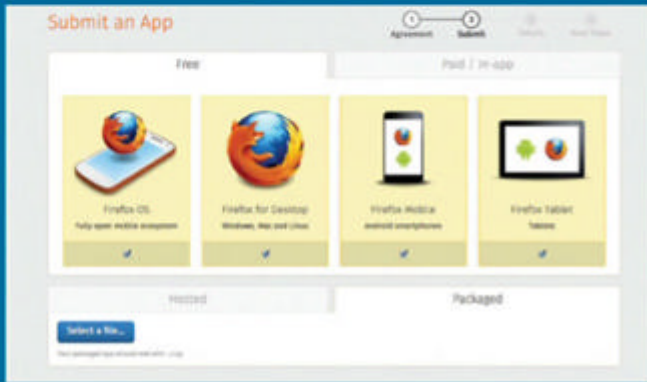 Submit an App
1
Agreement
Submit
Free
Paid / In-app
Firefox OS
Fully open mobile ecosystem
Firefox for Desktop
Windows, Mac and Linux
Firefox Mobile
Android smartphones
Firefox Tablet
Tablets
Hosted
Packaged
Select a file...